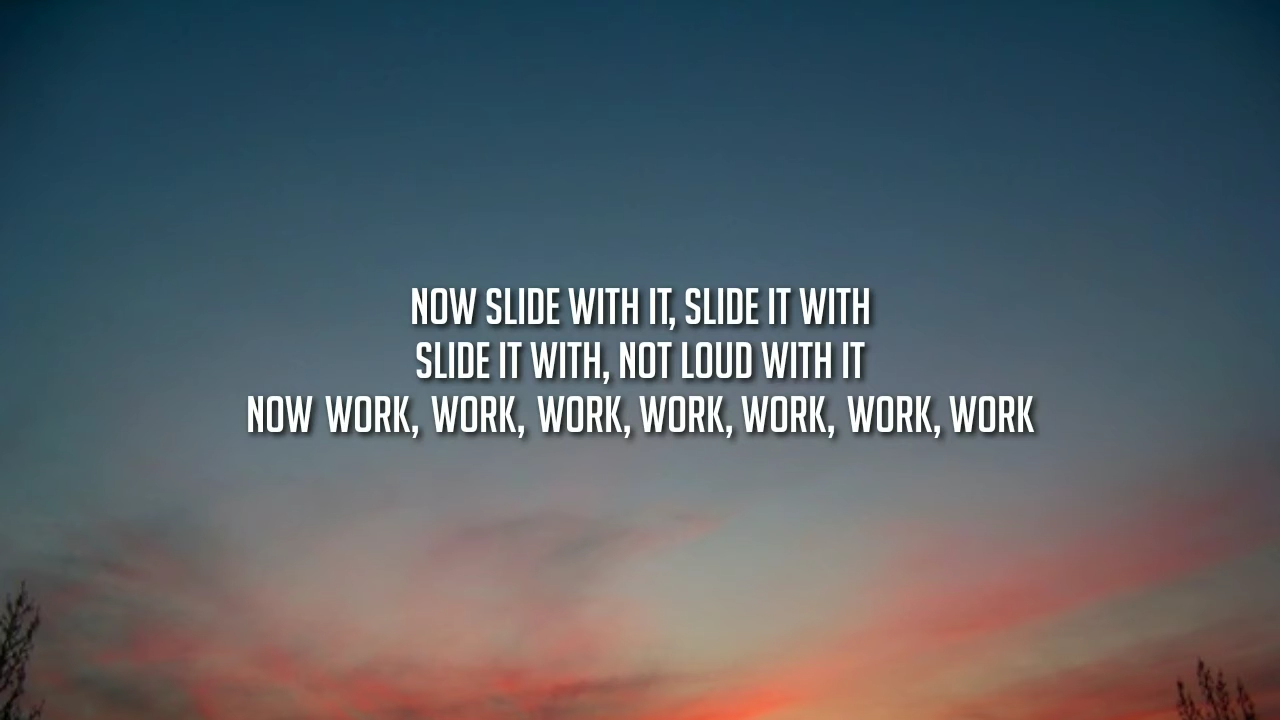 NOW SLIDE WITH IT, SLIDE IT WITH
SLIDE IT WITH, NOT LOUD WITH IT
NOW WORK, WORK, WORK, WORK, WORK, WORK, WORK